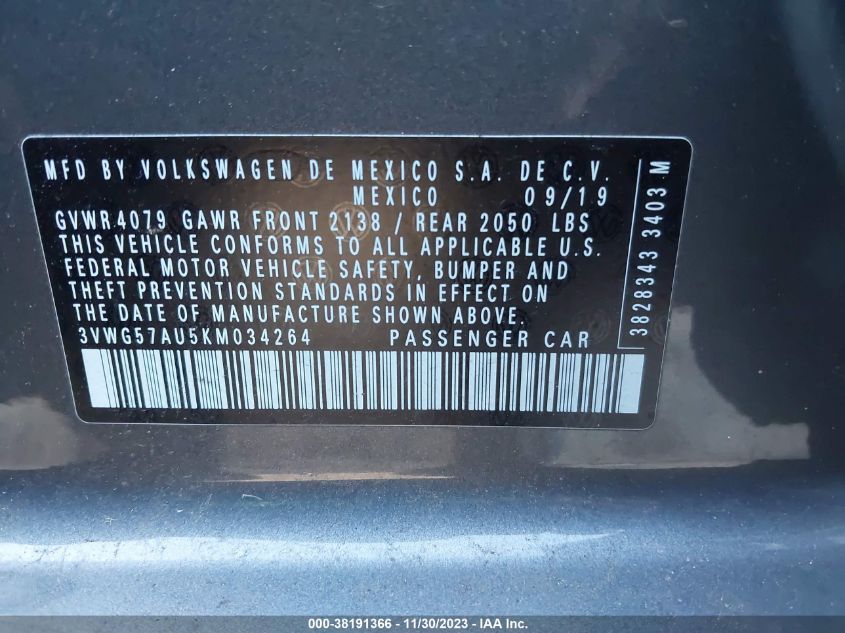 MFD BY VOLKSWAGEN DE MEXICO S.A. DE C.V.
MEXICO 09/19
GVWR 4079 GAWR FRONT 2138 / REAR 2050 LBS
THIS VEHICLE CONFORMS TO ALL APPLICABLE U.S.
FEDERAL MOTOR VEHICLE SAFETY, BUMPER AND
THEFT PREVENTION STANDARDS IN EFFECT ON
THE DATE OF MANUFACTURE SHOWN ABOVE.
3VWG57AU5KM034264 PASSENGER CAR
3828343 3403 M
000-38191366 - 11/30/2023 - IAA Inc.